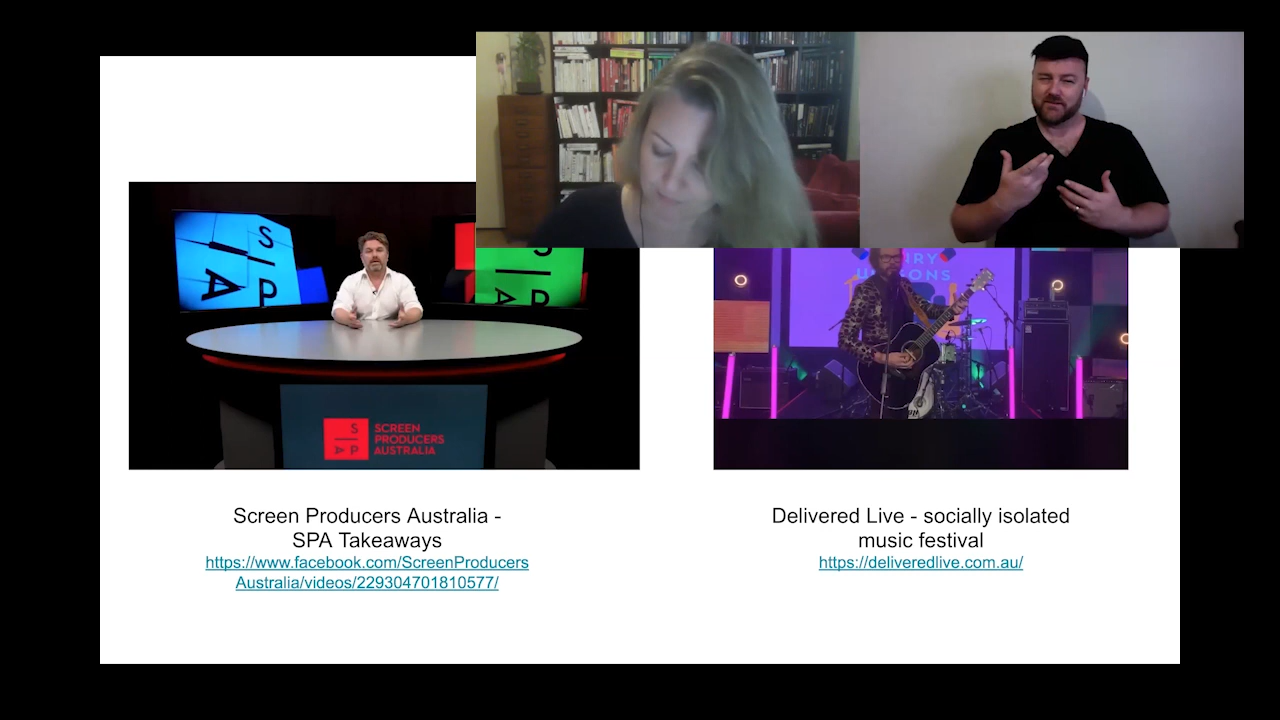 S
A P
S
A P
NRY
SCREEN
PRODUCERS
AUSTRALIA
S
A P
Screen Producers Australia -
SPA Takeaways
https://www.facebook.com/ScreenProducers
Australia/videos/229304701810577/
Delivered Live - socially isolated
music festival
https://deliveredlive.com.au/